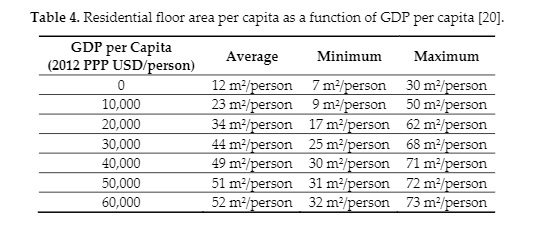 Table 4. Residential floor area per capita as a function of GDP per capita [20].
GDP per Capita
(2012 PPP USD/person) Average Minimum Maximum
0 12 m²/person 7 m²/person 30 m²/person
10,000 23 m²/person 9 m²/person 50 m²/person
20,000 34 m²/person 17 m²/person 62 m²/person
30,000 44 m²/person 25 m²/person 68 m²/person
40,000 49 m²/person 30 m²/person 71 m²/person
50,000 51 m²/person 31 m²/person 72 m²/person
60,000 52 m²/person 32 m²/person 73 m²/person